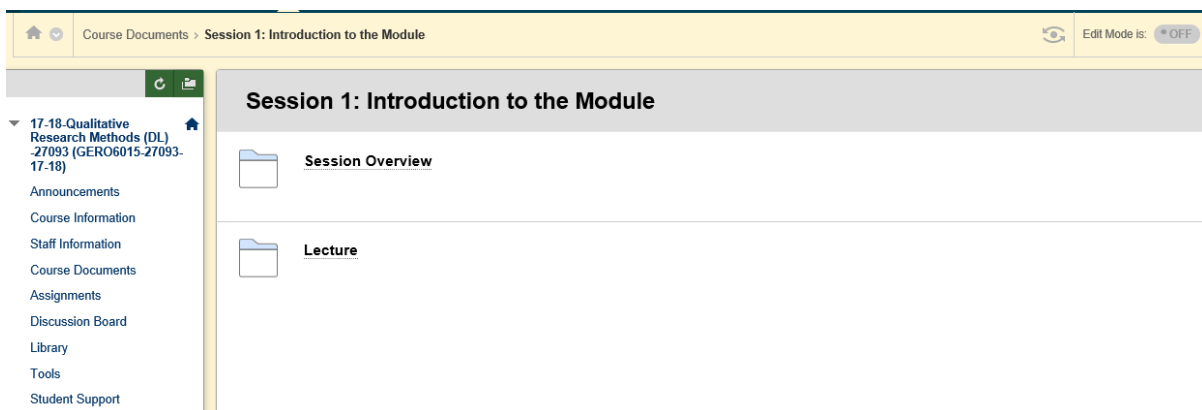 Course Documents > Session 1: Introduction to the Module
Edit Mode is: OFF
17-18-Qualitative
Research Methods (DL)
-27093 (GERO6015-27093-
17-18)
Announcements
Course Information
Staff Information
Course Documents
Assignments
Discussion Board
Library
Tools
Student Support
Session 1: Introduction to the Module
Session Overview
Lecture